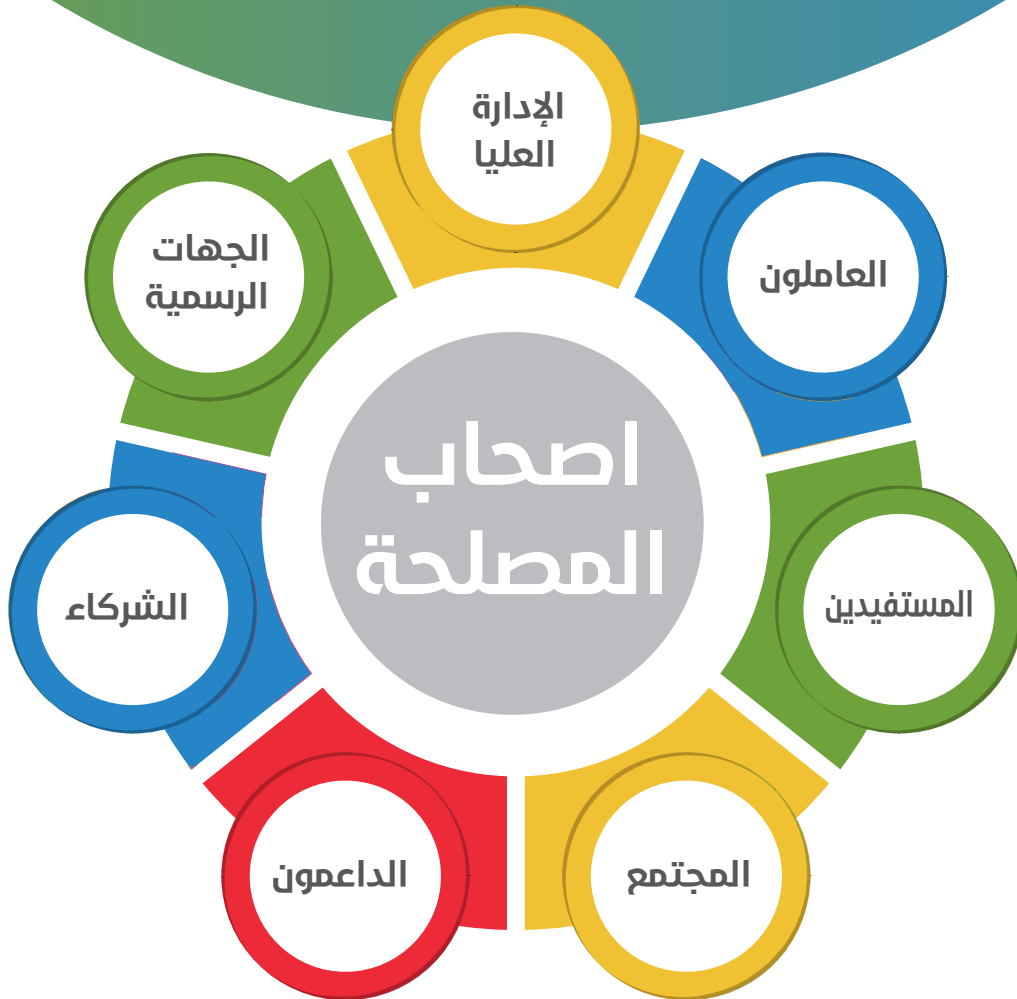 الإدارة
العليا
العاملون
الجهات
الرسمية
اصحاب
المصلحة
المستفيدين
الشركاء
المجتمع
الداعمون